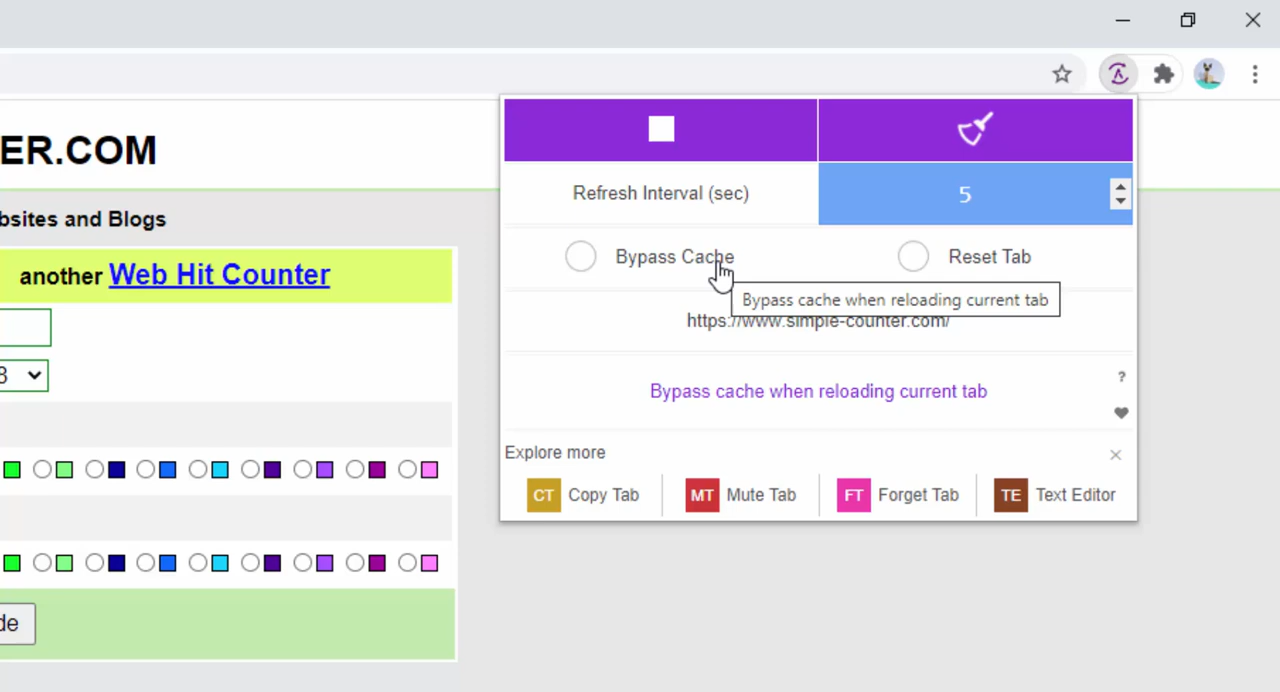 ER.COM
bsites and Blogs
another Web Hit Counter
8
de
Refresh Interval (sec)
5
Bypass Cache
Reset Tab
Bypass cache when reloading current tab
https://www.simple-counter.com/
Bypass cache when reloading current tab
?
Explore more
CT Copy Tab
MT Mute Tab
FT Forget Tab
TE Text Editor